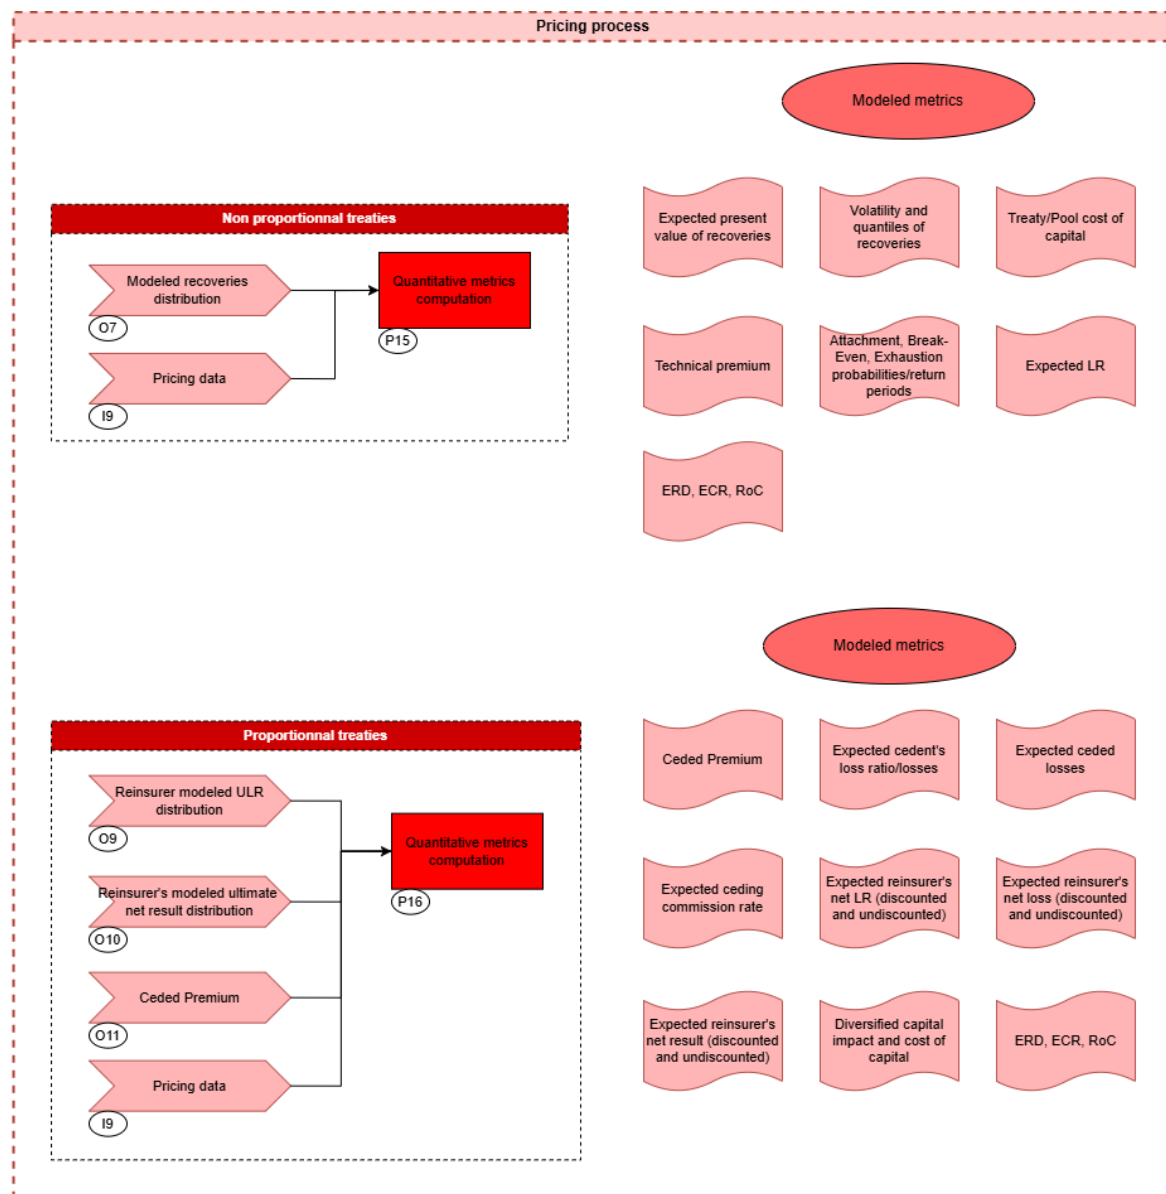 Pricing process
Modeled metrics
Non proportionnal treaties
Modeled recoveries
distribution
O7
Quantitative metrics
computation
P15
Pricing data
I9
Expected present
value of recoveries
Volatility and
quantiles of
recoveries
Treaty/Pool cost of
capital
Technical premium
Attachment, Break-
Even, Exhaustion
probabilities/return
periods
Expected LR
ERD, ECR, RoC
Modeled metrics
Proportionnal treaties
Reinsurer modeled ULR
distribution
O9
Reinsurer's modeled ultimate
net result distribution
O10
Ceded Premium
O11
Pricing data
I9
Quantitative metrics
computation
P16
Ceded Premium
Expected cedent's
loss ratio/losses
Expected ceded
losses
Expected ceding
commission rate
Expected reinsurer's
net LR (discounted
and undiscounted)
Expected reinsurer's
net loss (discounted
and undiscounted)
Expected reinsurer's
net result (discounted
and undiscounted)
Diversified capital
impact and cost of
capital
ERD, ECR, RoC